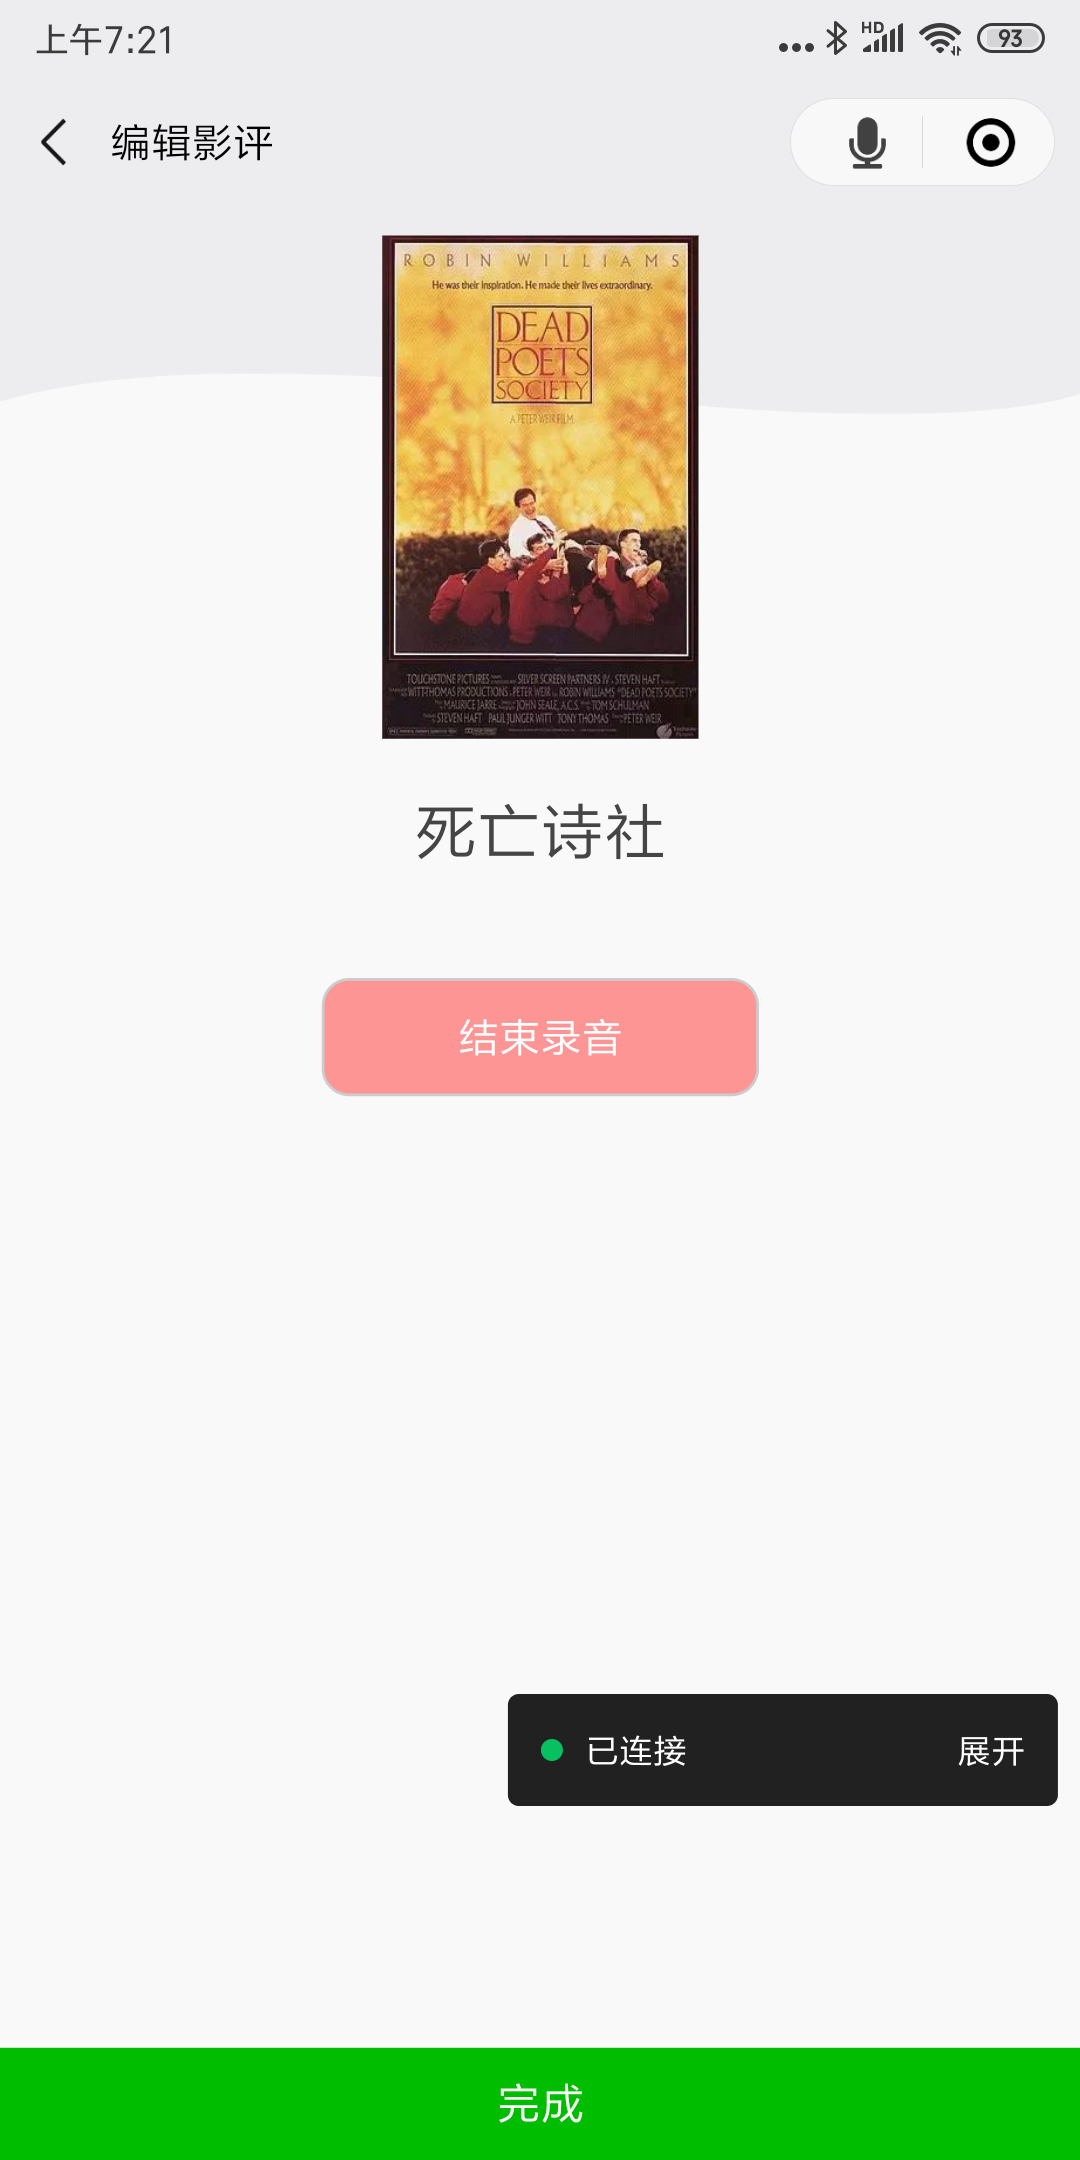 上午7:21
HD
93
编辑影评
ROBIN WILLIAMS
He was their inspiration. He made their lives extraordinary.
DEAD
POETS
SOCIETY
A PETER WEIR FILM
TOUCHSTONE PICTURES SILVER SCREEN PARTNERS IV STEVEN HAFT
WITT-THOMAS PRODUCTIONS PETER WEIR ROBIN WILLIAMS "DEAD POETS SOCIETY"
MAURICE JARRE JOHN SEALE, A.C.S. TOM SCHULMAN
STEVEN HAFT PAUL JUNGER WITT TONY THOMAS PETER WEIR
死亡诗社
结束录音
已连接 展开
完成